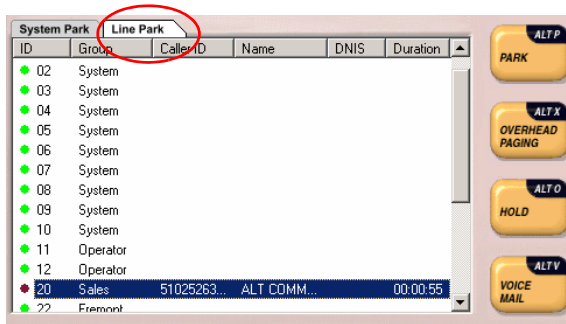 System Park Line Park
ID Group Caller ID Name DNIS Duration
02 System
03 System
04 System
05 System
06 System
07 System
08 System
09 System
10 System
11 Operator
12 Operator
20 Sales 51025263... ALT COMM... 00:00:55
22 Fremont
ALT P
PARK
ALT X
OVERHEAD
PAGING
ALT O
HOLD
ALT V
VOICE
MAIL